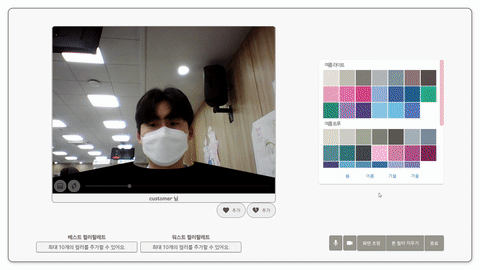 customer 님
추가
추가
베스트 컬러팔레트
최대 10개의 컬러를 추가할 수 있어요.
워스트 컬러팔레트
최대 10개의 컬러를 추가할 수 있어요.
여름 라이트
여름 뮤트
봄
여름
가을
겨울
화면 조정
톤 컬러 지우기
종료